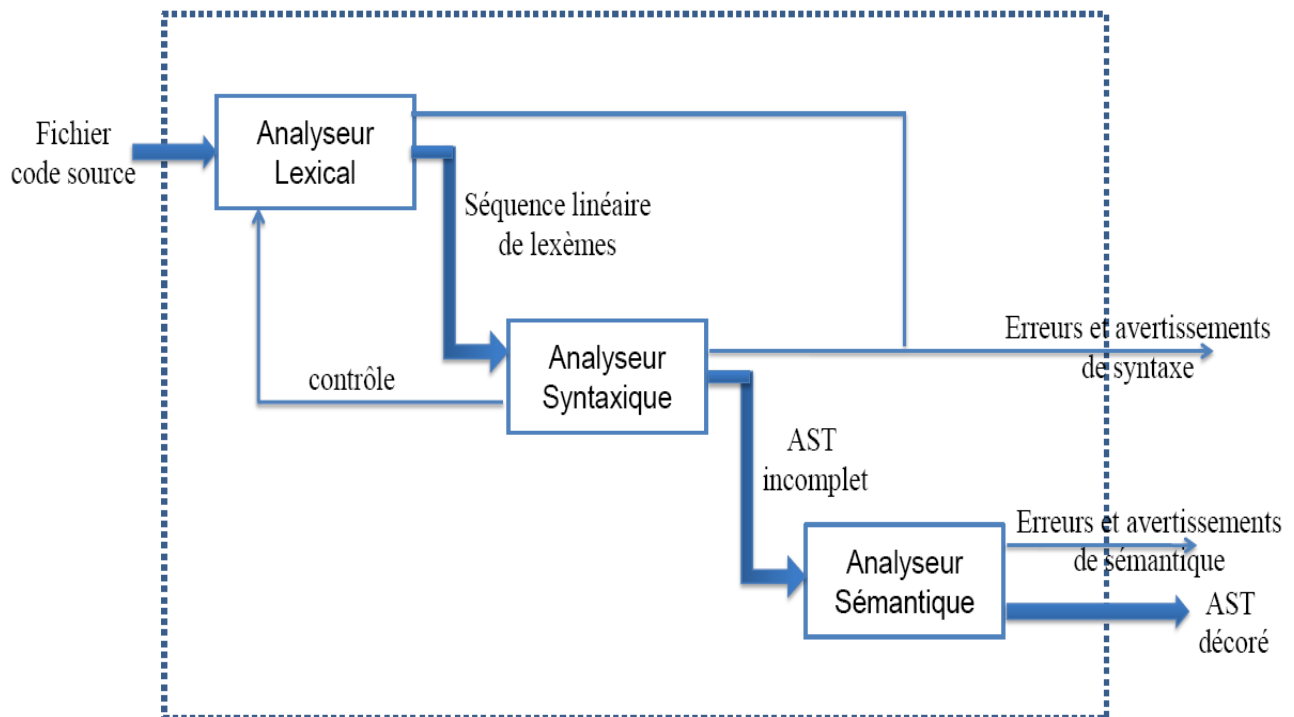 Fichier
code source
Analyseur
Lexical
Séquence linéaire
de lexèmes
Analyseur
Syntaxique
Erreurs et avertissements
de syntaxe
contrôle
AST
incomplet
Analyseur
Sémantique
Erreurs et avertissements
de sémantique
AST
décoré